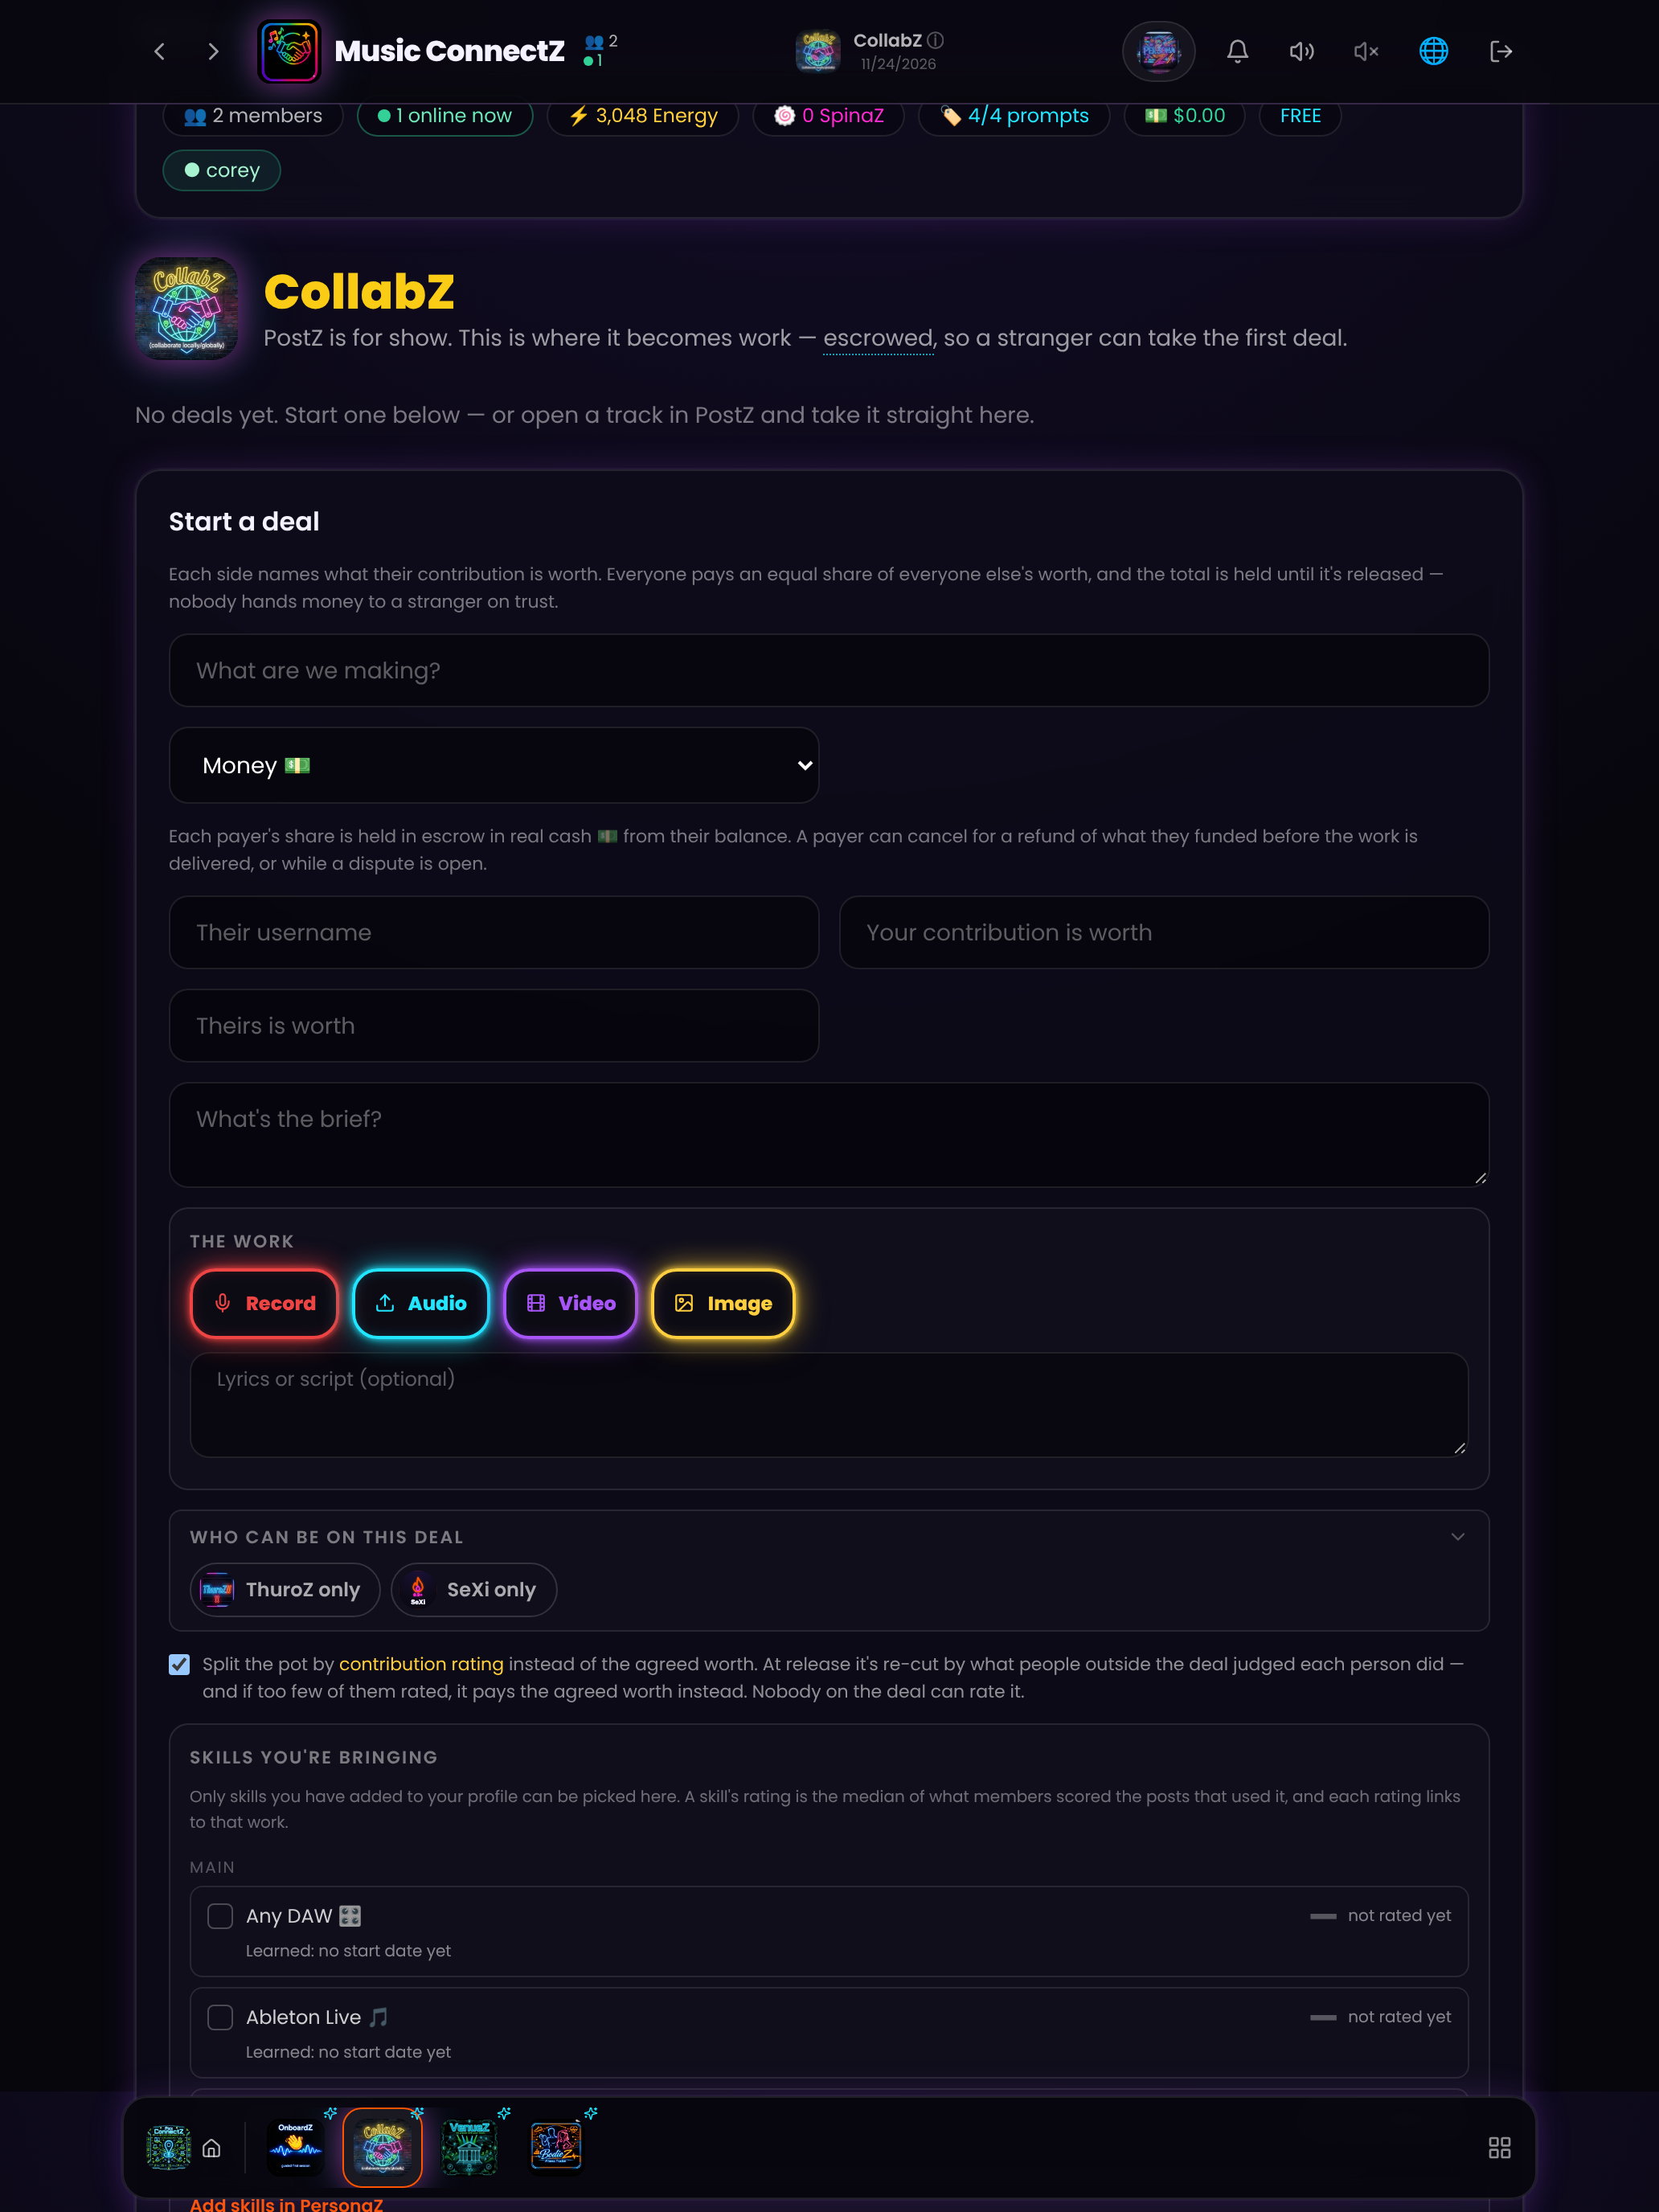 Music ConnectZ
👥 2
1
CollabZ ⓘ
11/24/2026
👥 2 members
1 online now
⚡ 3,048 Energy
🍥 0 SpinaZ
🏷️ 4/4 prompts
💵 $0.00
FREE
corey
CollabZ
(collaborate locally/globally)
CollabZ
PostZ is for show. This is where it becomes work — escrowed, so a stranger can take the first deal.
No deals yet. Start one below — or open a track in PostZ and take it straight here.
Start a deal
Each side names what their contribution is worth. Everyone pays an equal share of everyone else's worth, and the total is held until it's released —
nobody hands money to a stranger on trust.
What are we making?
Money 💵
Each payer's share is held in escrow in real cash 💵 from their balance. A payer can cancel for a refund of what they funded before the work is
delivered, or while a dispute is open.
Their username
Your contribution is worth
Theirs is worth
What's the brief?
THE WORK
Record
Audio
Video
Image
Lyrics or script (optional)
WHO CAN BE ON THIS DEAL
ThuroZ only
SeXi
SeXi only
Split the pot by contribution rating instead of the agreed worth. At release it's re-cut by what people outside the deal judged each person did —
and if too few of them rated, it pays the agreed worth instead. Nobody on the deal can rate it.
SKILLS YOU'RE BRINGING
Only skills you have added to your profile can be picked here. A skill's rating is the median of what members scored the posts that used it, and each rating links
to that work.
MAIN
Any DAW 🎛️
not rated yet
Learned: no start date yet
Ableton Live 🎵
not rated yet
Learned: no start date yet
ConnectZ
OnboardZ
CollabZ
VenueZ
BodieZ
Add skills in PersonaZ